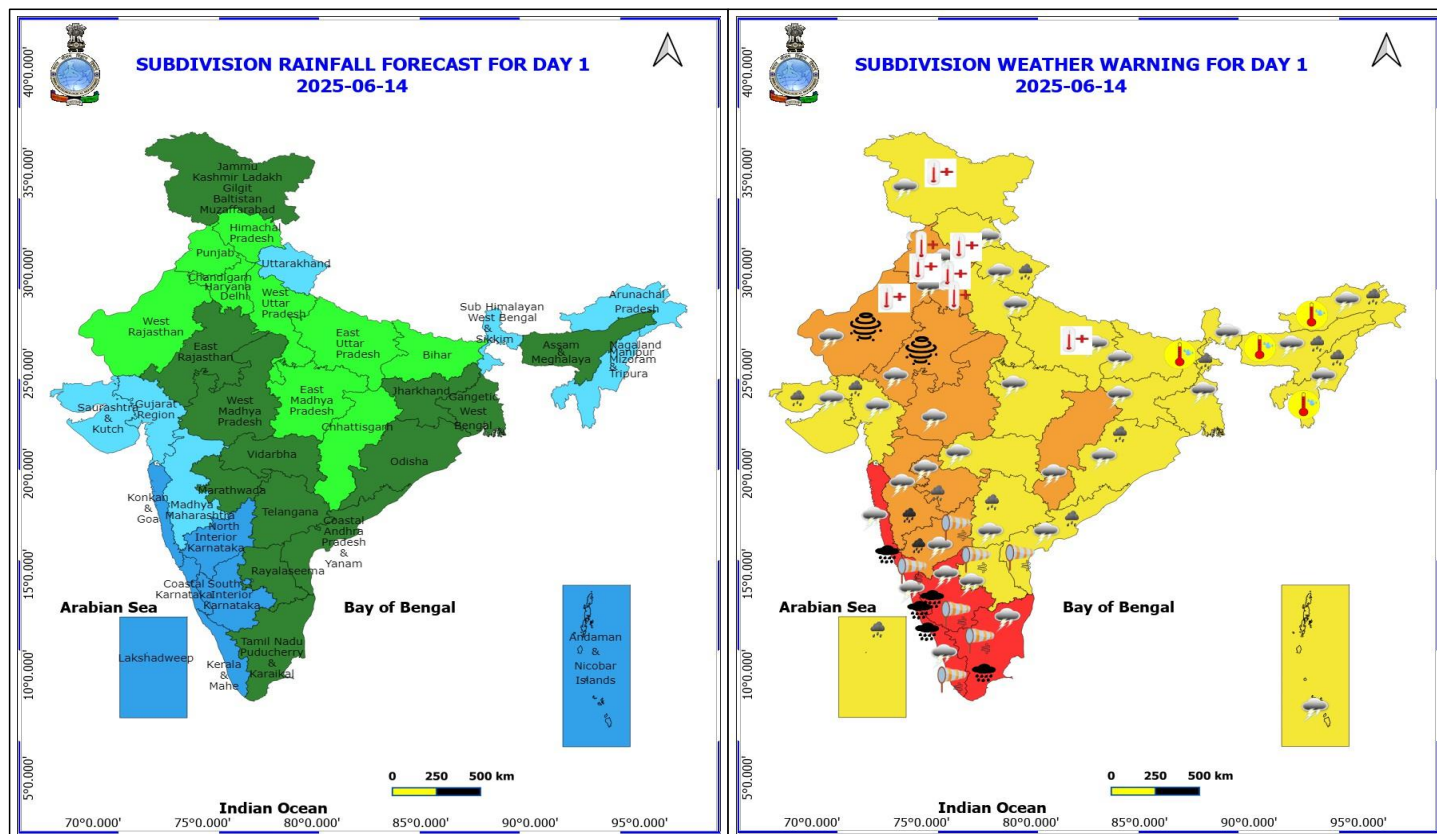 SUBDIVISION RAINFALL FORECAST FOR DAY 1
2025-06-14
40°0.000'
35°0.000'
30°0.000'
25°0.000'
20°0.000'
15°0.000'
10°0.000'
5°0.000'
Jammu
Kashmir Ladakh
Gilgit
Baltistan
Muzaffarabad
Himachal
Pradesh
Punjab
Uttarakhand
Chandigarh
Haryana
Delhi
West
Uttar
Pradesh
West
Rajasthan
East
Rajasthan
East
Uttar
Pradesh
Bihar
Sub Himalayan
West Bengal
&
Sikkim
Arunachal
Pradesh
Assam
&
Meghalaya
Nagaland
Manipur
Mizoram
&
Tripura
Saurashtra
&
Kutch
Gujarat
Region
West
Madhya
Pradesh
East
Madhya
Pradesh
Jharkhand
Gangetic
West
Bengal
Chhattisgarh
Vidarbha
Odisha
Konkan
&
Goa
Madhya
Maharashtra
Marathwada
Telangana
North
Interior
Karnataka
Coastal
Andhra
Pradesh
&
Yanam
Rayalaseema
Coastal
Karnataka
South
Interior
Karnataka
Arabian Sea
Bay of Bengal
Lakshadweep
Kerala
&
Mahe
Tamil Nadu
Puducherry
&
Karaikal
Andaman
&
Nicobar
Islands
0 250 500 km
Indian Ocean
70°0.000' 75°0.000' 80°0.000' 85°0.000' 90°0.000' 95°0.000'
SUBDIVISION WEATHER WARNING FOR DAY 1
2025-06-14
40°0.000'
35°0.000'
30°0.000'
25°0.000'
20°0.000'
15°0.000'
10°0.000'
5°0.000'
Arabian Sea
Bay of Bengal
0 250 500 km
Indian Ocean
70°0.000' 75°0.000' 80°0.000' 85°0.000' 90°0.000' 95°0.000'